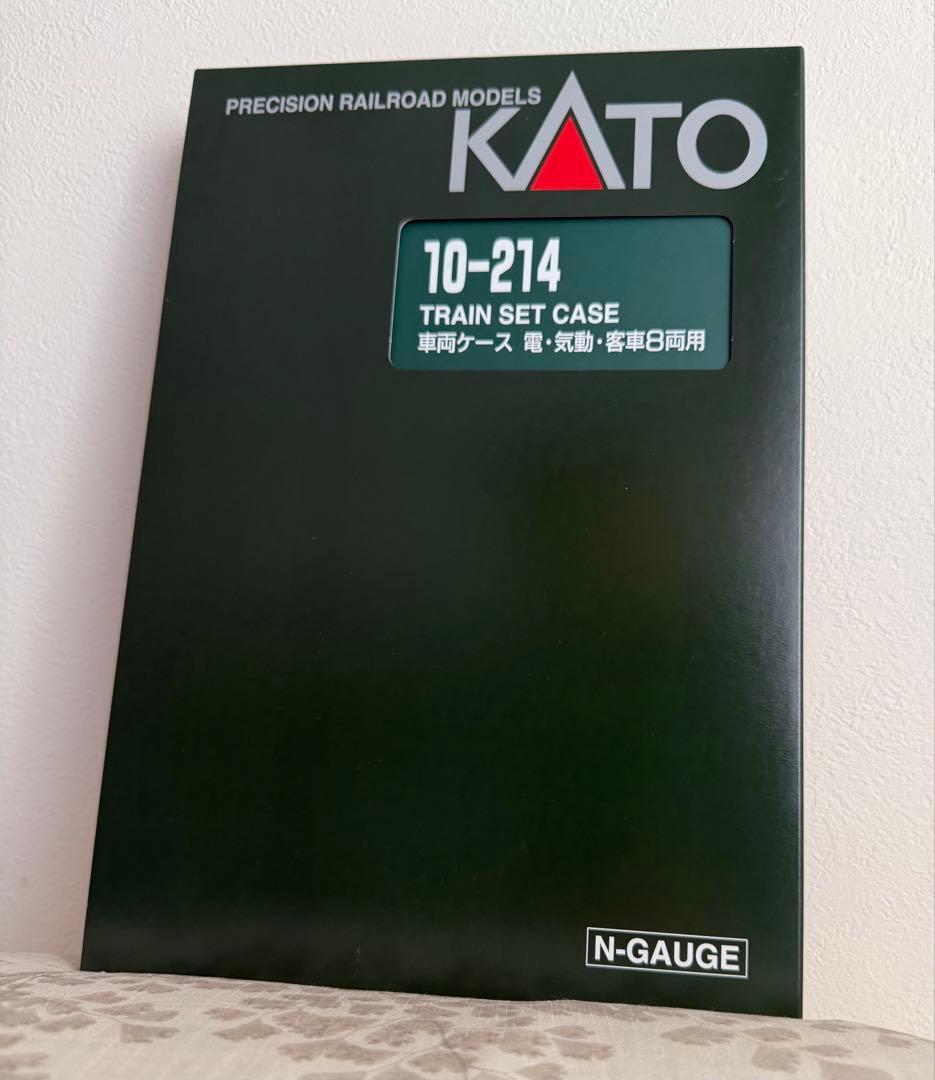 PRECISION RAILROAD MODELS
KATO
10-214
TRAIN SET CASE
車両ケース 電・気動・客車8両用
N-GAUGE